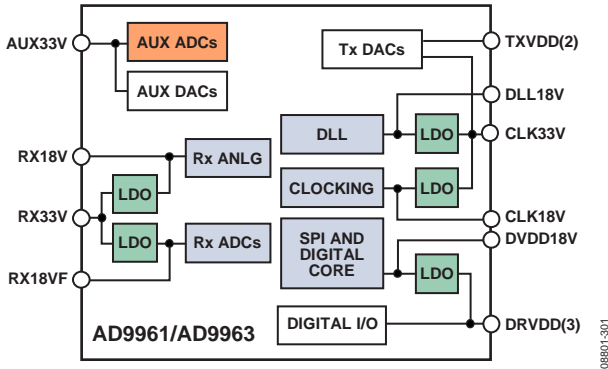 AUX33V
AUX ADCs
AUX DACs
Tx DACs
TXVDD(2)
DLL18V
RX18V
Rx ANLG
DLL
LDO
CLK33V
LDO
CLOCKING
LDO
RX33V
LDO
Rx ADCs
CLK18V
SPI AND
DIGITAL
CORE
DVDD18V
LDO
RX18VF
AD9961/AD9963
DIGITAL I/O
DRVDD(3)
08801-301